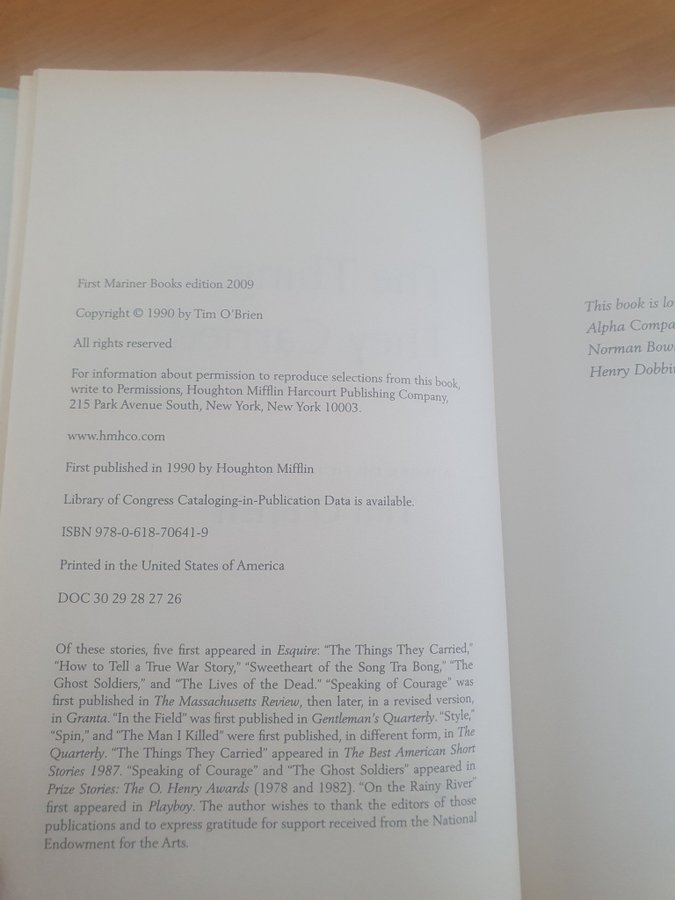 First Mariner Books edition 2009
Copyright © 1990 by Tim O'Brien
All rights reserved
For information about permission to reproduce selections from this book,
write to Permissions, Houghton Mifflin Harcourt Publishing Company,
215 Park Avenue South, New York, New York 10003.
www.hmhco.com
First published in 1990 by Houghton Mifflin
Library of Congress Cataloging-in-Publication Data is available.
ISBN 978-0-618-70641-9
Printed in the United States of America
DOC 30 29 28 27 26
Of these stories, five first appeared in Esquire: “The Things They Carried,”
“How to Tell a True War Story,” “Sweetheart of the Song Tra Bong,” “The
Ghost Soldiers,” and “The Lives of the Dead.” “Speaking of Courage” was
first published in The Massachusetts Review, then later, in a revised version,
in Granta. “In the Field” was first published in Gentleman's Quarterly. “Style,”
“Spin,” and “The Man I Killed” were first published, in different form, in The
Quarterly. “The Things They Carried” appeared in The Best American Short
Stories 1987. “Speaking of Courage” and “The Ghost Soldiers” appeared in
Prize Stories: The O. Henry Awards (1978 and 1982). “On the Rainy River”
first appeared in Playboy. The author wishes to thank the editors of those
publications and to express gratitude for support received from the National
Endowment for the Arts.
This book is lo
Alpha Compa
Norman Bow
Henry Dobbi